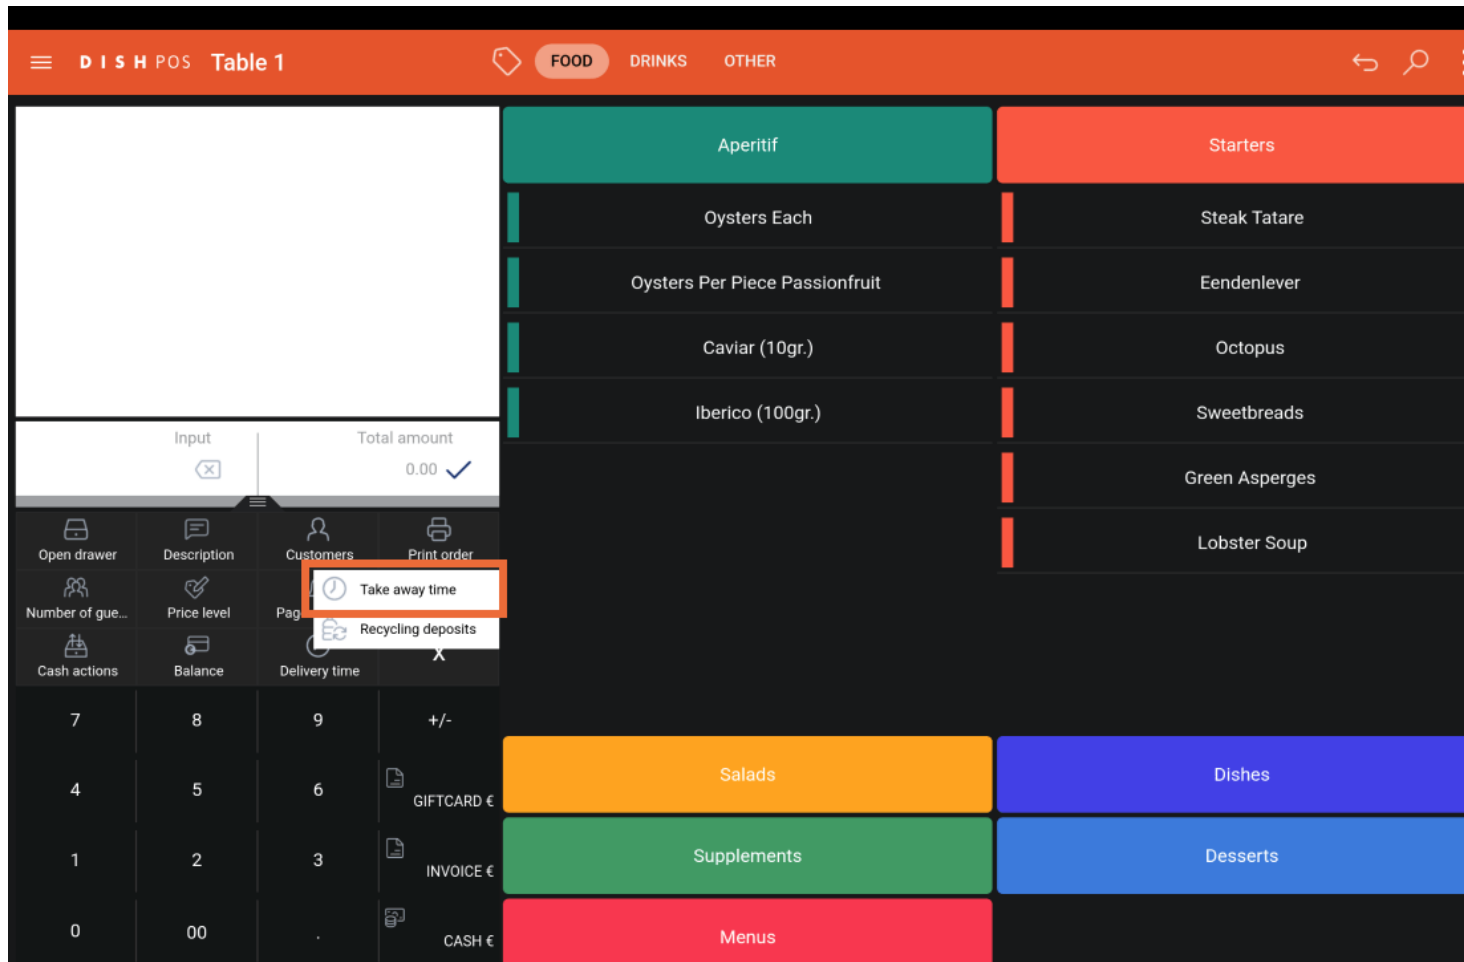 DISH POS Table 1
FOOD DRINKS OTHER
Aperitif
Starters
Oysters Each
Steak Tatare
Oysters Per Piece Passionfruit
Eendenlever
Caviar (10gr.)
Octopus
Iberico (100gr.)
Sweetbreads
Green Asperges
Lobster Soup
Input
Total amount
0.00
Open drawer
Description
Customers
Print order
Take away time
Number of gue...
Price level
Pag
Recycling deposits
Cash actions
Balance
Delivery time
X
7 8 9 +/-
4 5 6 GIFTCARD €
1 2 3 INVOICE €
0 00 . CASH €
Salads
Dishes
Supplements
Desserts
Menus